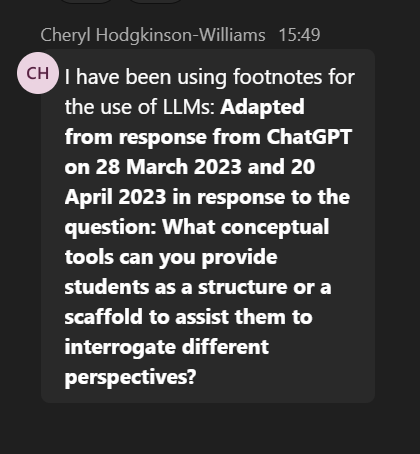 Cheryl Hodgkinson-Williams 15:49
CH
I have been using footnotes for
the use of LLMs: Adapted
from response from ChatGPT
on 28 March 2023 and 20
April 2023 in response to the
question: What conceptual
tools can you provide
students as a structure or a
scaffold to assist them to
interrogate different
perspectives?